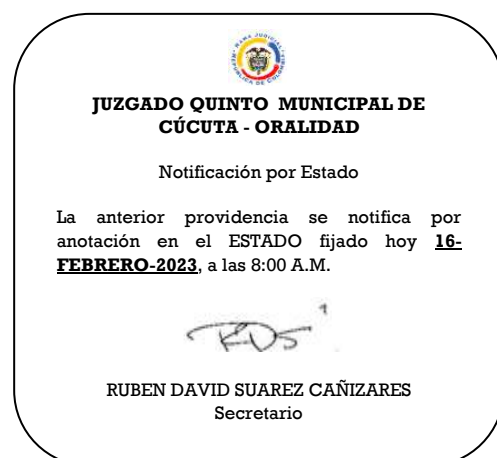 JUZGADO QUINTO MUNICIPAL DE
CÚCUTA - ORALIDAD
Notificación por Estado
La anterior providencia se notifica por
anotación en el ESTADO fijado hoy 16-
FEBRERO-2023, a las 8:00 A.M.
RUBEN DAVID SUAREZ CAÑIZARES
Secretario